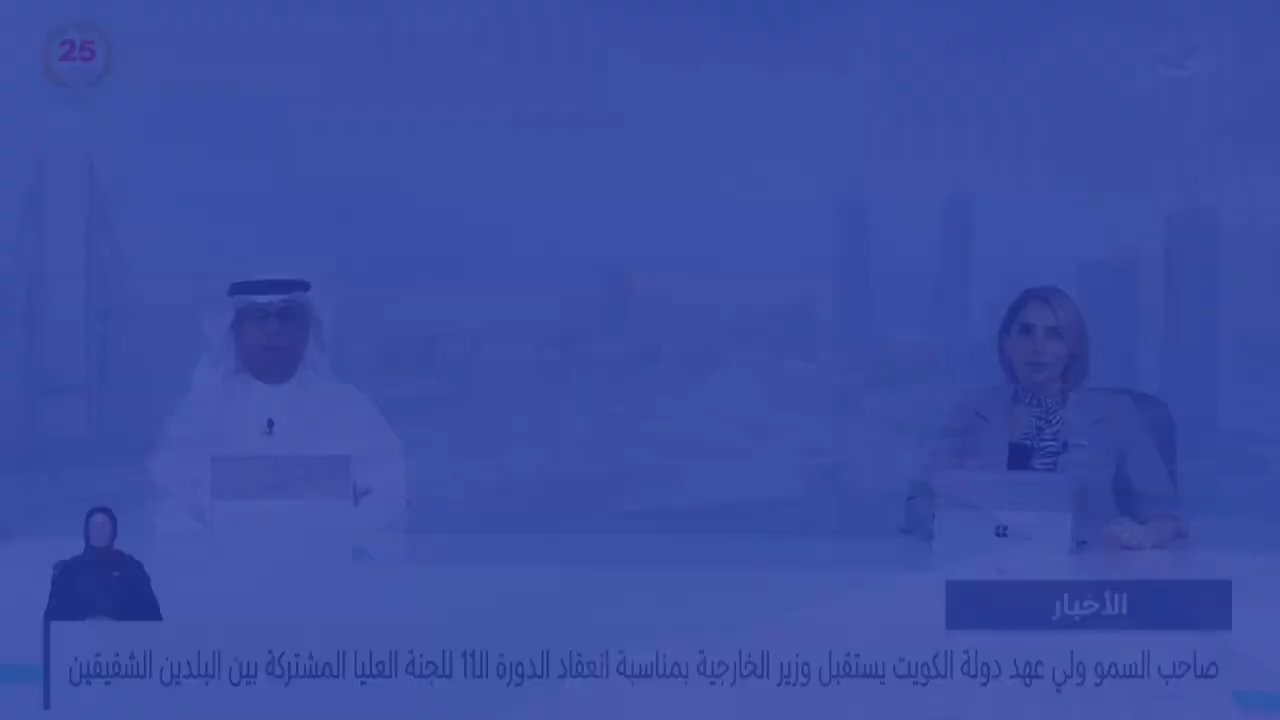 25
الأخبار
صاحب السمو ولي عهد دولة الكويت يستقبل وزير الخارجية بمناسبة انعقاد الدورة الـ11 للجنة العليا المشتركة بين البلدين الشقيقين